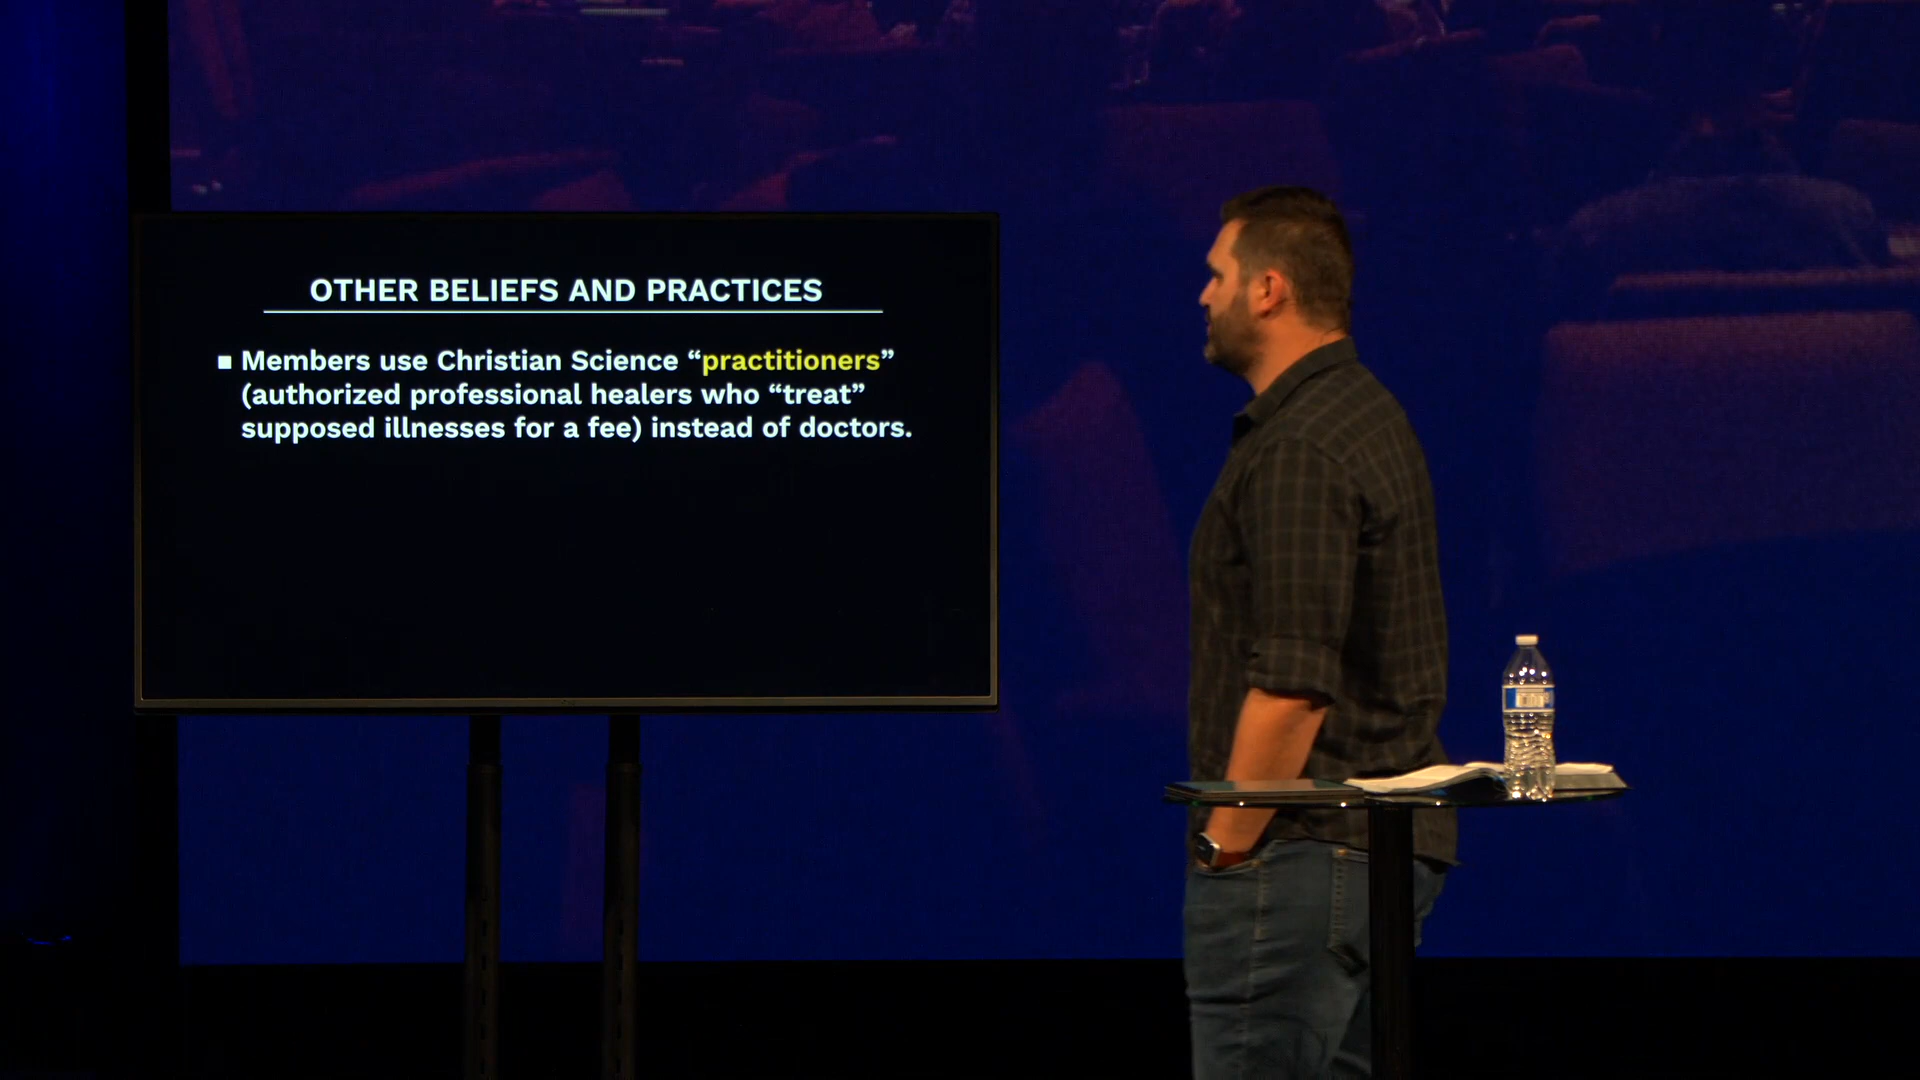 OTHER BELIEFS AND PRACTICES
▪ Members use Christian Science “practitioners”
(authorized professional healers who “treat”
supposed illnesses for a fee) instead of doctors.